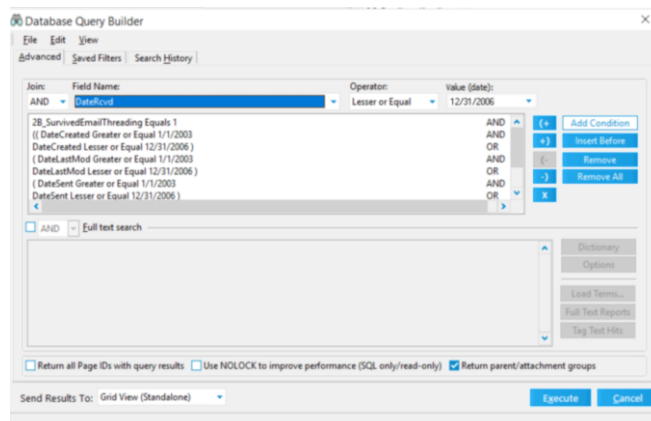 Database Query Builder
File Edit View
Advanced Saved Filters Search History
Join: Field Name: Operator: Value (date):
AND DateRcvd Lesser or Equal 12/31/2006
2B_SurvivedEmailThreading Equals 1 AND
(( DateCreated Greater or Equal 1/1/2003 AND
DateCreated Lesser or Equal 12/31/2006 ) OR
( DateLastMod Greater or Equal 1/1/2003 AND
DateLastMod Lesser or Equal 12/31/2006 ) OR
( DateSent Greater or Equal 1/1/2003 AND
DateSent Lesser or Equal 12/31/2006 ) OR
(+ Add Condition
+) Insert Before
(- Remove
-) Remove All
X
AND Full text search
Dictionary
Options
Load Terms...
Full Text Reports
Tag Text Hits
Return all Page IDs with query results Use NOLOCK to improve performance (SQL only/read-only) Return parent/attachment groups
Send Results To: Grid View (Standalone) Execute Cancel